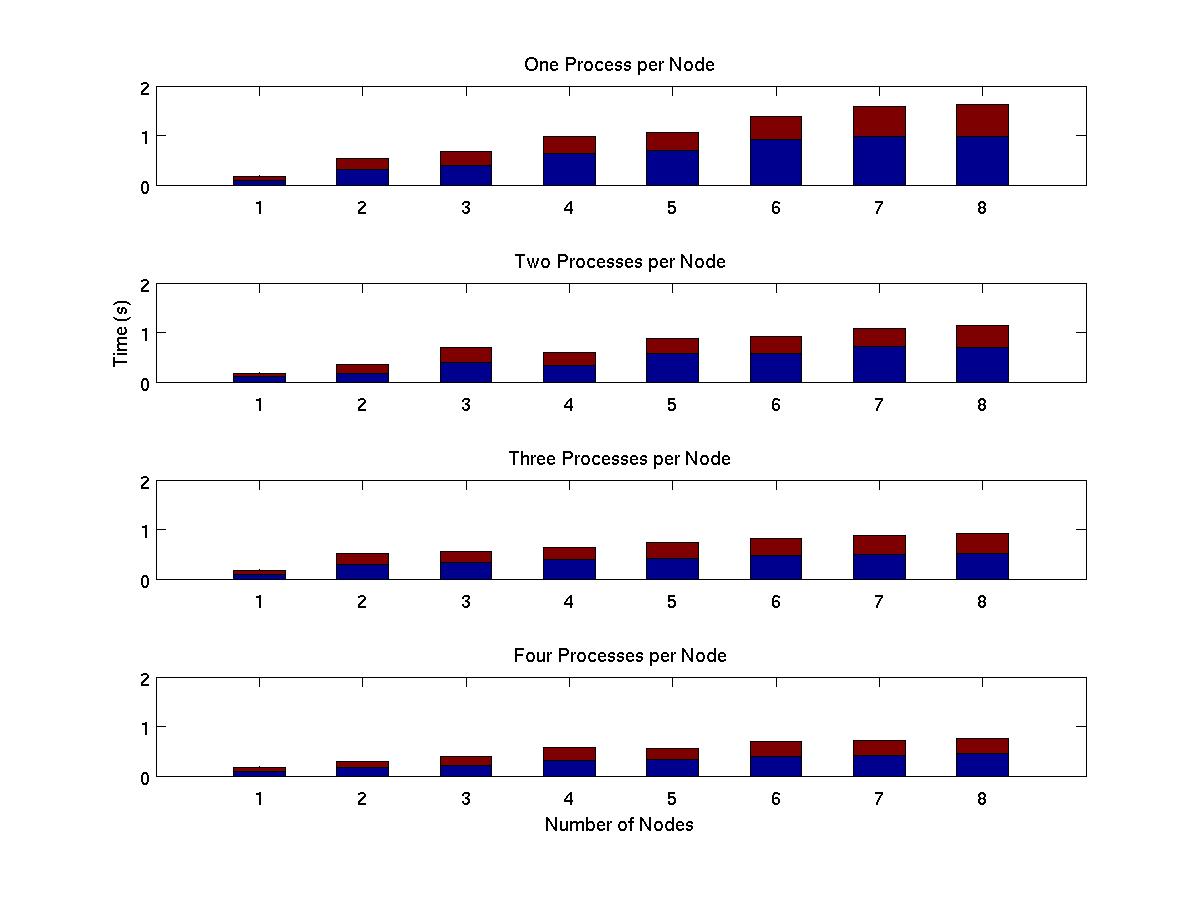 One Process per Node
2
1
0
1 2 3 4 5 6 7 8
Two Processes per Node
2
1
0
Time (s)
1 2 3 4 5 6 7 8
Three Processes per Node
2
1
0
1 2 3 4 5 6 7 8
Four Processes per Node
2
1
0
1 2 3 4 5 6 7 8
Number of Nodes